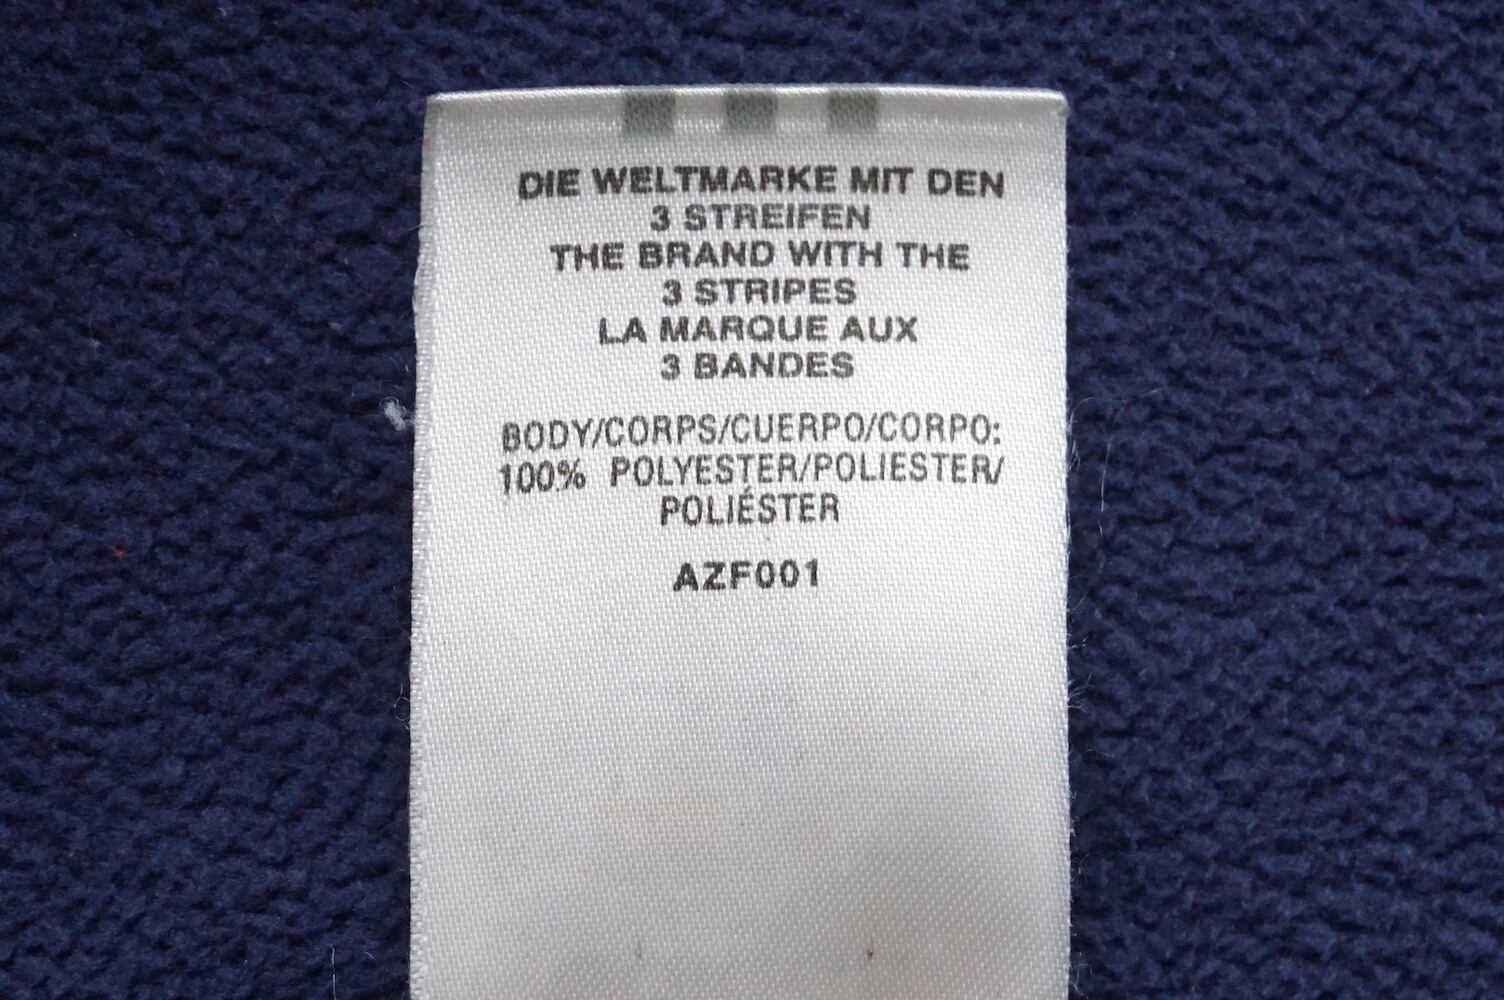 DIE WELTMARKE MIT DEN
3 STREIFEN
THE BRAND WITH THE
3 STRIPES
LA MARQUE AUX
3 BANDES
BODY/CORPS/CUERPO/CORPO:
100% POLYESTER/POLIESTER/
POLIÉSTER
AZF001